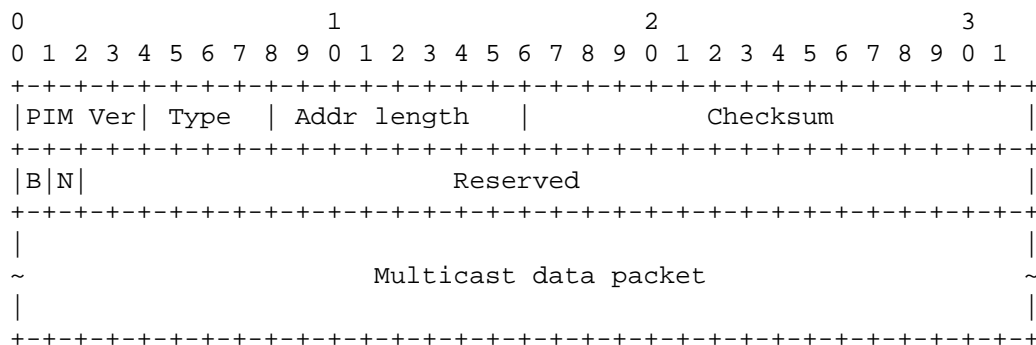 0                   1                   2                   3
0 1 2 3 4 5 6 7 8 9 0 1 2 3 4 5 6 7 8 9 0 1 2 3 4 5 6 7 8 9 0 1
+-+-+-+-+-+-+-+-+-+-+-+-+-+-+-+-+-+-+-+-+-+-+-+-+-+-+-+-+-+-+-+-+
|PIM Ver| Type  | Addr length   |           Checksum            |
+-+-+-+-+-+-+-+-+-+-+-+-+-+-+-+-+-+-+-+-+-+-+-+-+-+-+-+-+-+-+-+-+
|B|N|                       Reserved                            |
+-+-+-+-+-+-+-+-+-+-+-+-+-+-+-+-+-+-+-+-+-+-+-+-+-+-+-+-+-+-+-+-+
|                                                               |
~                      Multicast data packet                    ~
|                                                               |
+-+-+-+-+-+-+-+-+-+-+-+-+-+-+-+-+-+-+-+-+-+-+-+-+-+-+-+-+-+-+-+-+